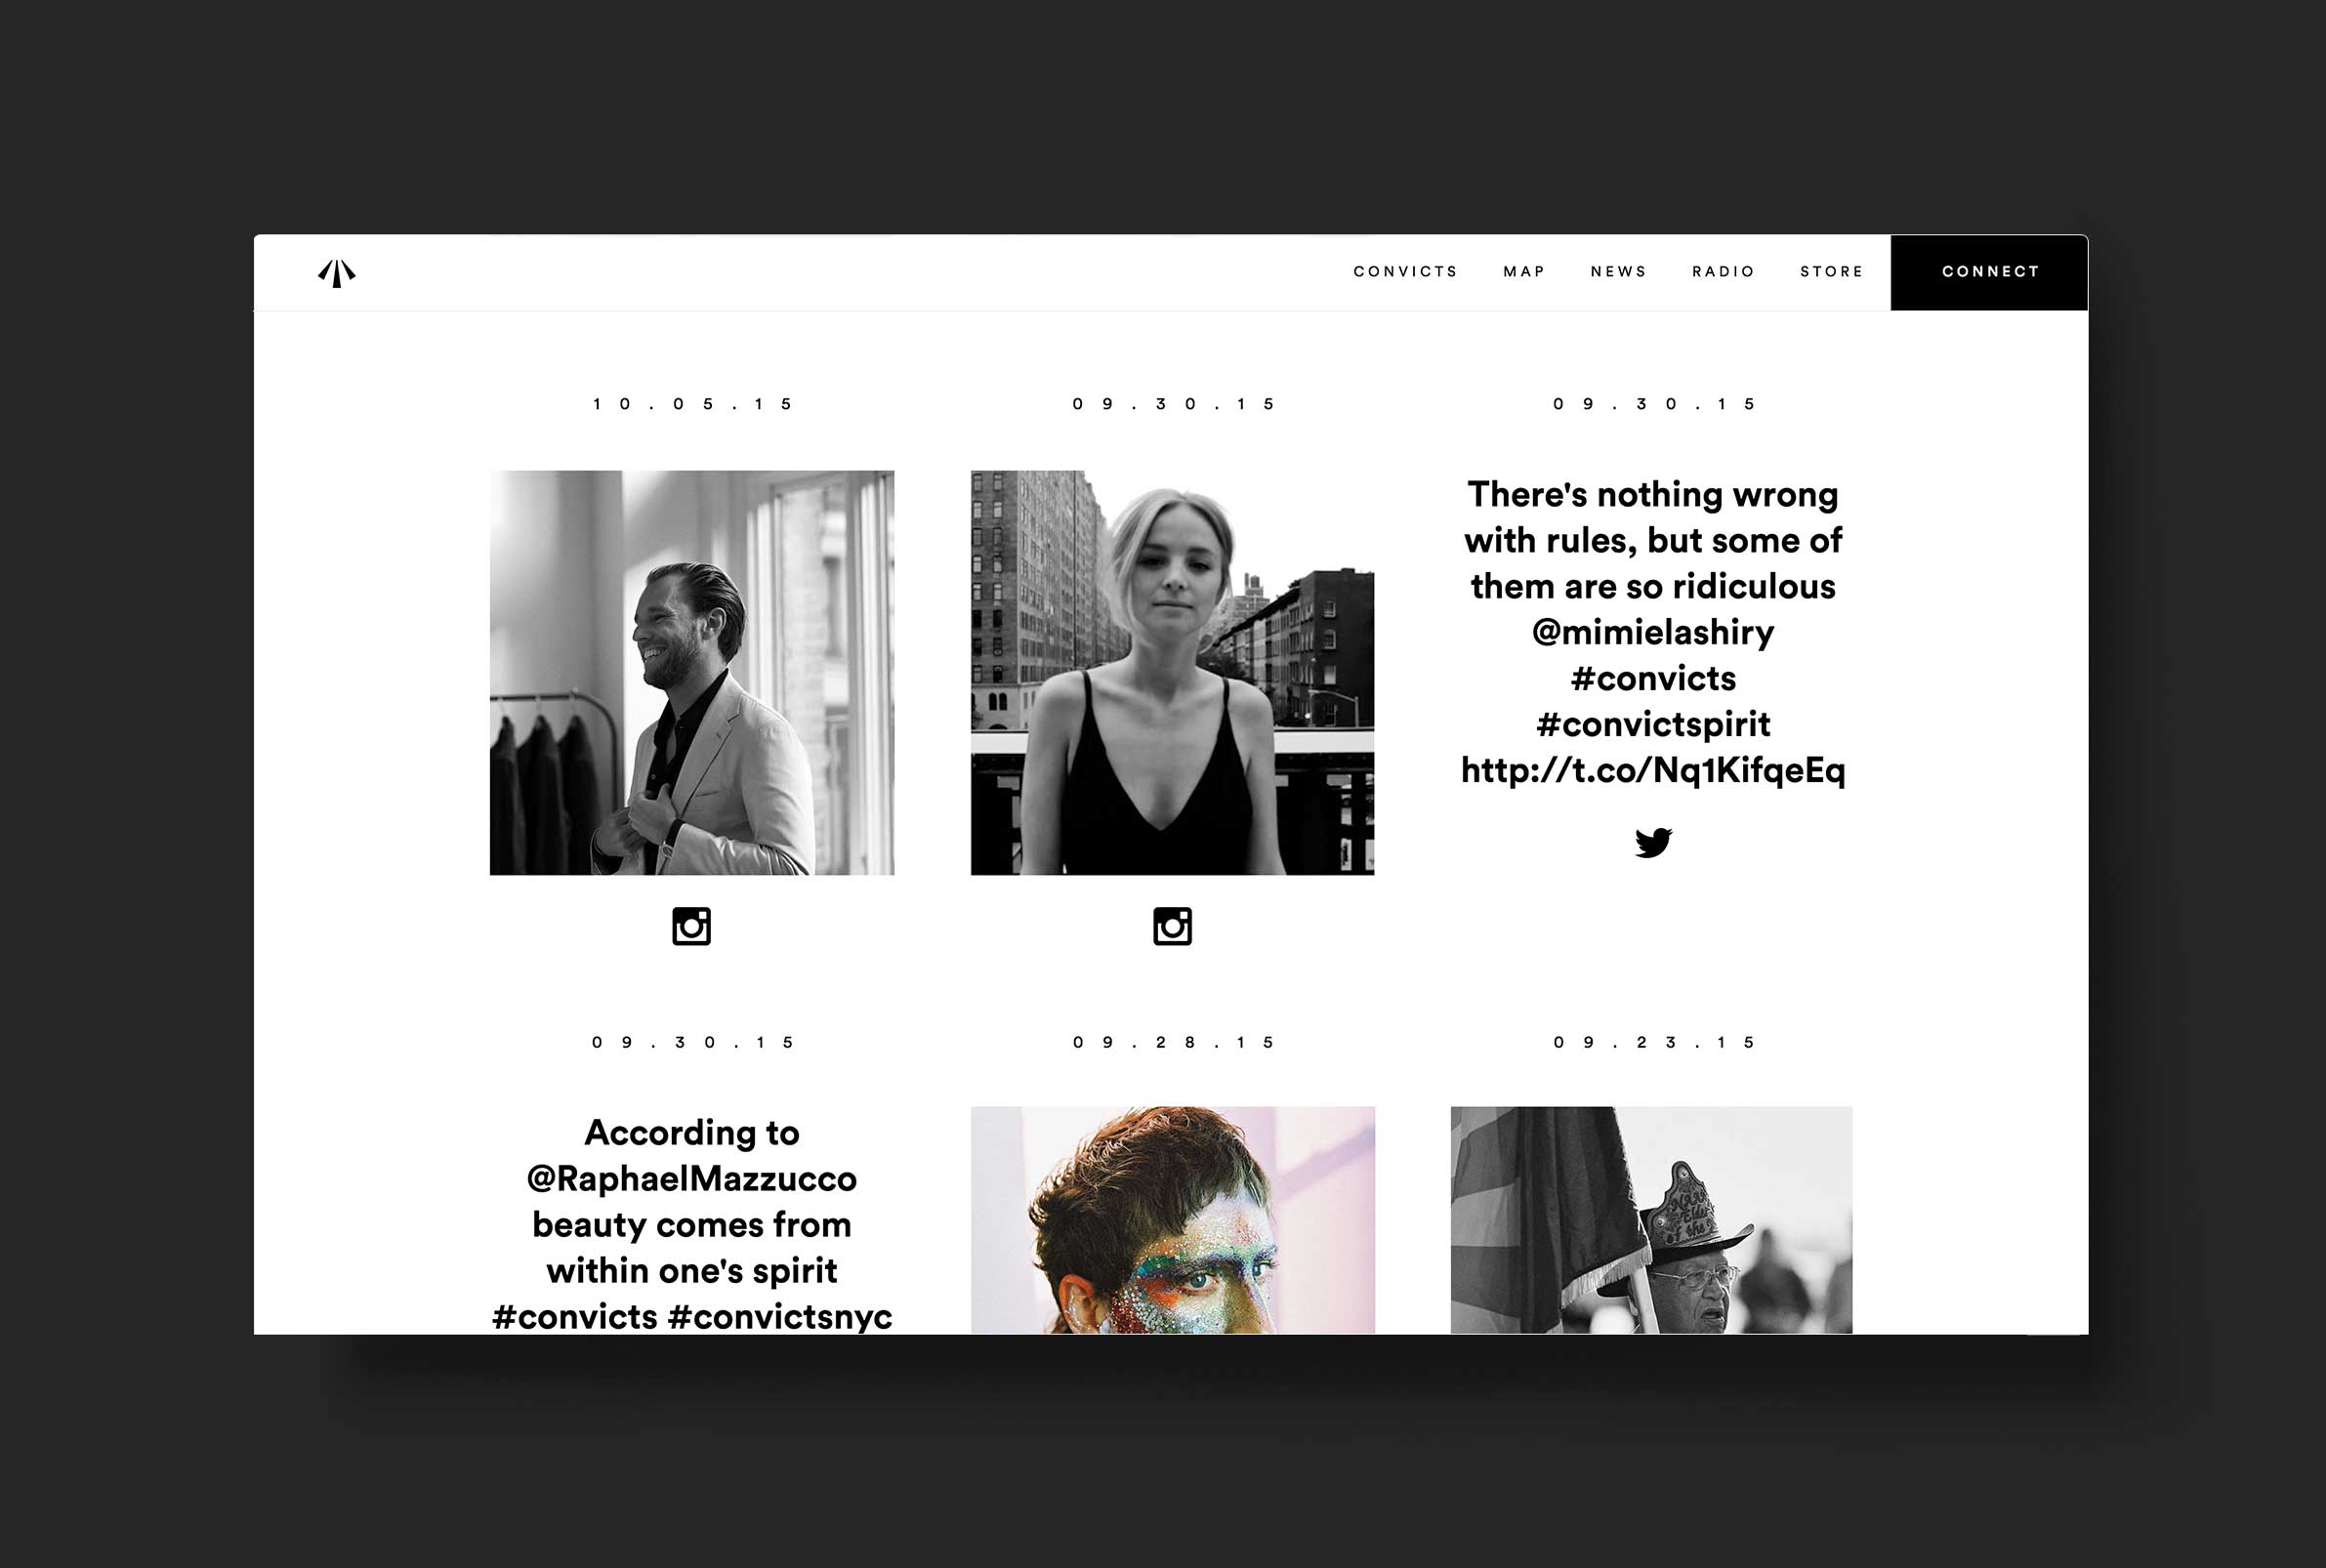 CONVICTS MAP NEWS RADIO STORE CONNECT
10.05.15
09.30.15
09.30.15
There's nothing wrong
with rules, but some of
them are so ridiculous
@mimielashiry
#convicts
#convictspirit
http://t.co/Nq1KifqeEq
09.30.15
09.28.15
09.23.15
According to
@RaphaelMazzucco
beauty comes from
within one's spirit
#convicts #convictsnyc